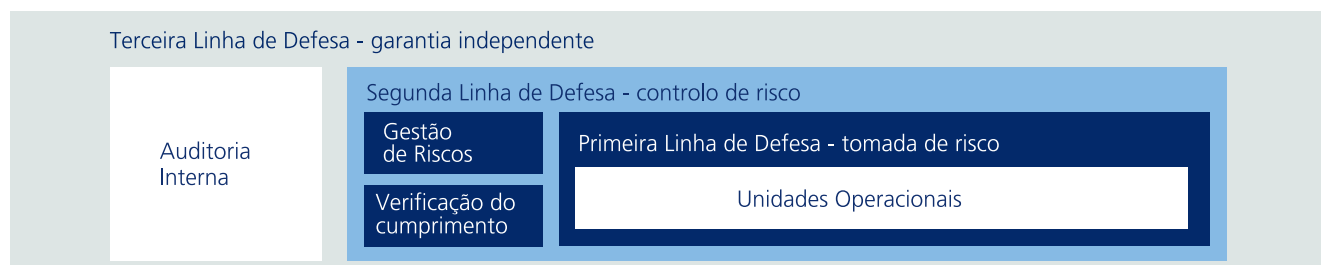 Terceira Linha de Defesa - garantia independente
Auditoria
Interna
Segunda Linha de Defesa - controlo de risco
Gestão
de Riscos
Verificação do
cumprimento
Primeira Linha de Defesa - tomada de risco
Unidades Operacionais